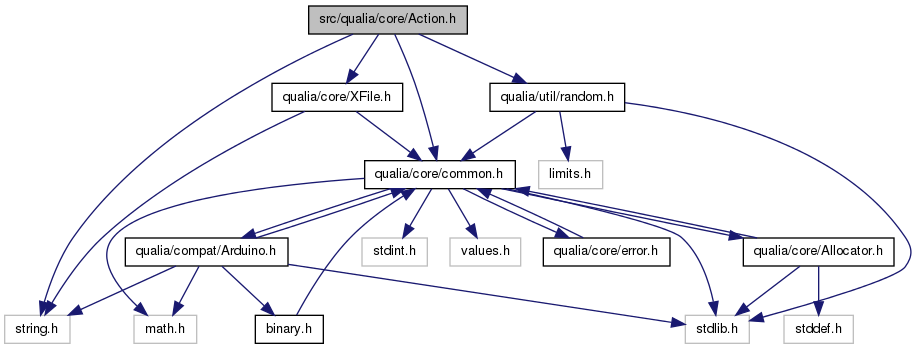 src/qualia/core/Action.h
qualia/core/XFile.h
qualia/util/random.h
qualia/core/common.h
limits.h
qualia/compat/Arduino.h
stdint.h
values.h
qualia/core/error.h
qualia/core/Allocator.h
string.h
math.h
binary.h
stdlib.h
stddef.h